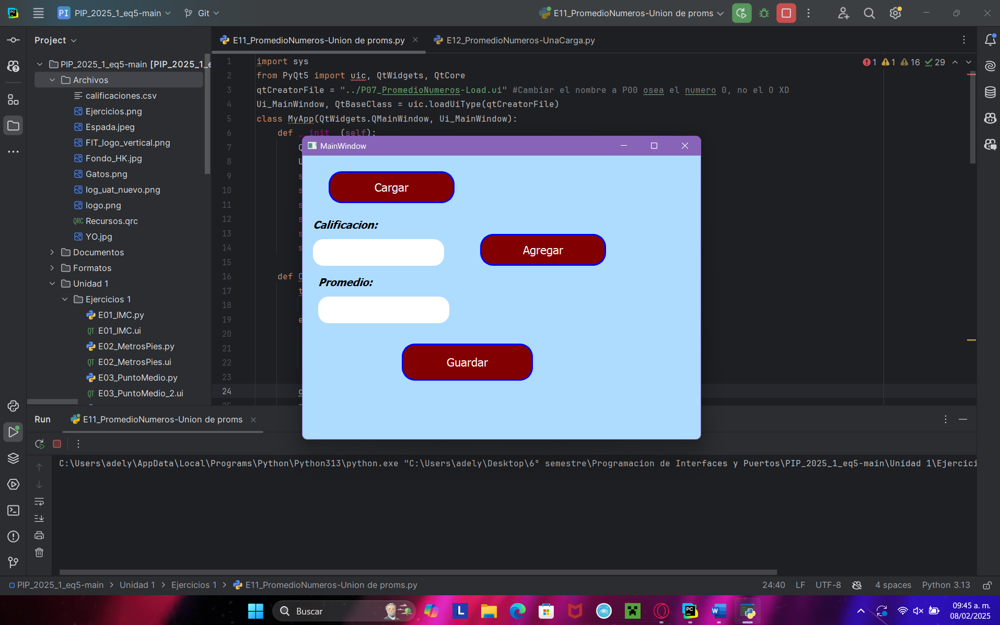 PC
PI PIP_2025_1_eq5-main
Git
E11_PromedioNumeros-Union de proms
Project
E11_PromedioNumeros-Union de proms.py
E12_PromedioNumeros-UnaCarga.py
PIP_2025_1_eq5-main [PIP_2025_1_e
Archivos
calificaciones.csv
Ejercicios.png
Espada.jpeg
FIT_logo_vertical.png
Fondo_HK.jpg
Gatos.png
log_uat_nuevo.png
logo.png
QRC Recursos.qrc
YO.jpg
Documentos
Formatos
Unidad 1
Ejercicios 1
E01_IMC.py
QT E01_IMC.ui
E02_MetrosPies.py
QT E02_MetrosPies.ui
E03_PuntoMedio.py
QT E03_PuntoMedio_2.ui
1 1 16 29
1 import sys
2 from PyQt5 import uic, QtWidgets, QtCore
3 qtCreatorFile = "../P07_PromedioNumeros-Load.ui" #Cambiar el nombre a P00 osea el numero 0, no el O XD
4 Ui_MainWindow, QtBaseClass = uic.loadUiType(qtCreatorFile)
5 class MyApp(QtWidgets.QMainWindow, Ui_MainWindow):
6 def __init__(self):
7
8 U
9 s
10 s
11 s
12 s
13 s
14 s
15
16 def
17 t
18
19 e
20
21
22
23
24
25
MainWindow
Cargar
Calificacion:
Agregar
Promedio:
Guardar
Run
E11_PromedioNumeros-Union de proms
C:\Users\adely\AppData\Local\Programs\Python\Python313\python.exe "C:\Users\adely\Desktop\6° semestre\Programacion de Interfaces y Puertos\PIP_2025_1_eq5-main\Unidad 1\Ejercici
PIP_2025_1_eq5-main > Unidad 1 > Ejercicios 1 > E11_PromedioNumeros-Union de proms.py
24:40 LF UTF-8 4 spaces Python 3.13
Buscar
L
PC
W
09:45 a. m.
08/02/2025